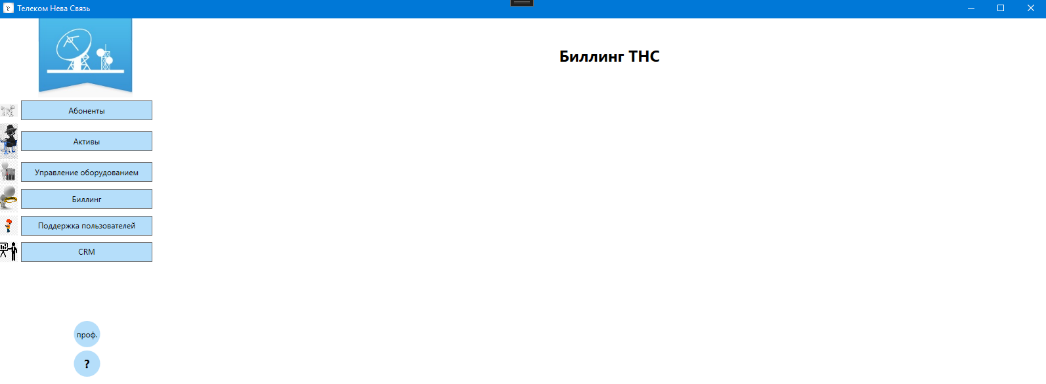 Телеком Нева Связь
Биллинг ТНС
Абоненты
Активы
Управление оборудованием
Биллинг
Поддержка пользователей
CRM
проф.
?